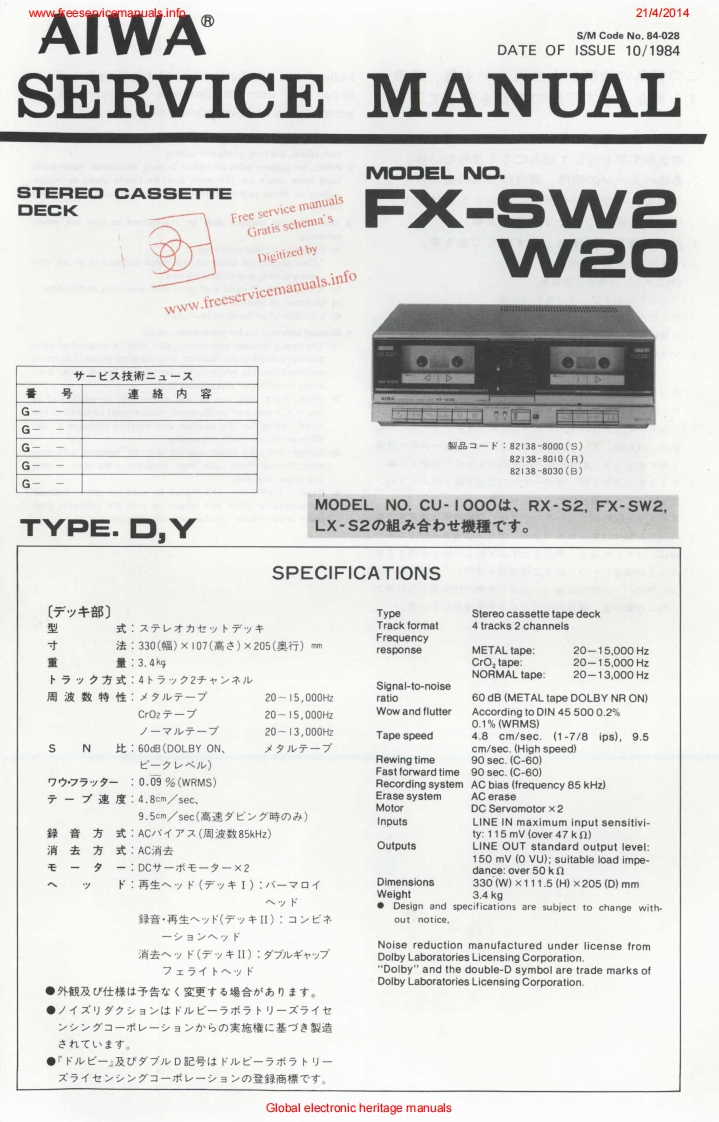 www.freeservicemanuals.info
21/4/2014
AIWA®
S/M Code No. 84-028
DATE OF ISSUE 10/1984
SERVICE MANUAL
STEREO CASSETTE
DECK
MODEL NO.
FX-SW2
W20
Free service manuals
Gratis schema's
Digitized by
www.freeservicemanuals.info
サービス技術ニュース
番 号 連 絡 内 容
G- -
G- -
G- -
G- -
G- -
製品コード：82138-8000(S)
82138-8010(R)
82138-8030(B)
MODEL NO. CU-1000は、RX-S2, FX-SW2,
LX-S2の組み合わせ機種です。
TYPE. D,Y
SPECIFICATIONS
〔デッキ部〕
型 式：ステレオカセットデッキ
寸 法：330(幅)×107(高さ)×205(奥行) mm
重 量：3.4kg
トラック方式：4トラック2チャンネル
周波数特性：メタルテープ 20～15,000Hz
CrO2テープ 20～15,000Hz
ノーマルテープ 20～13,000Hz
S N 比：60dB(DOLBY ON、 メタルテープ
ピークレベル)
ワウ・フラッター：0.09%(WRMS)
テープ速度：4.8cm/sec、
9.5cm/sec(高速ダビング時のみ)
録音方式：ACバイアス(周波数85kHz)
消去方式：AC消去
モーター：DCサーボモーター×2
ヘッド：再生ヘッド(デッキI)：パーマロイ
ヘッド
録音・再生ヘッド(デッキII)：コンビネ
ーションヘッド
消去ヘッド(デッキII)：ダブルギャップ
フェライトヘッド
●外観及び仕様は予告なく変更する場合があります。
●ノイズリダクションはドルビーラボラトリーズライセ
ンシングコーポレーションからの実施権に基づき製造
されています。
●『ドルビー』及びダブルD記号はドルビーラボラトリー
ズライセンシングコーポレーションの登録商標です。
Type Stereo cassette tape deck
Track format 4 tracks 2 channels
Frequency
response METAL tape: 20—15,000 Hz
CrO2 tape: 20—15,000 Hz
NORMAL tape: 20—13,000 Hz
Signal-to-noise
ratio 60 dB (METAL tape DOLBY NR ON)
Wow and flutter According to DIN 45 500 0.2%
0.1% (WRMS)
Tape speed 4.8 cm/sec. (1-7/8 ips), 9.5
cm/sec. (High speed)
Rewing time 90 sec. (C-60)
Fast forward time 90 sec. (C-60)
Recording system AC bias (frequency 85 kHz)
Erase system AC erase
Motor DC Servomotor ×2
Inputs LINE IN maximum input sensitivi-
ty: 115 mV (over 47 kΩ)
Outputs LINE OUT standard output level:
150 mV (0 VU); suitable load impe-
dance: over 50 kΩ
Dimensions 330 (W) ×111.5 (H) ×205 (D) mm
Weight 3.4 kg
● Design and specifications are subject to change with-
out notice.
Noise reduction manufactured under license from
Dolby Laboratories Licensing Corporation.
"Dolby" and the double-D symbol are trade marks of
Dolby Laboratories Licensing Corporation.
Global electronic heritage manuals